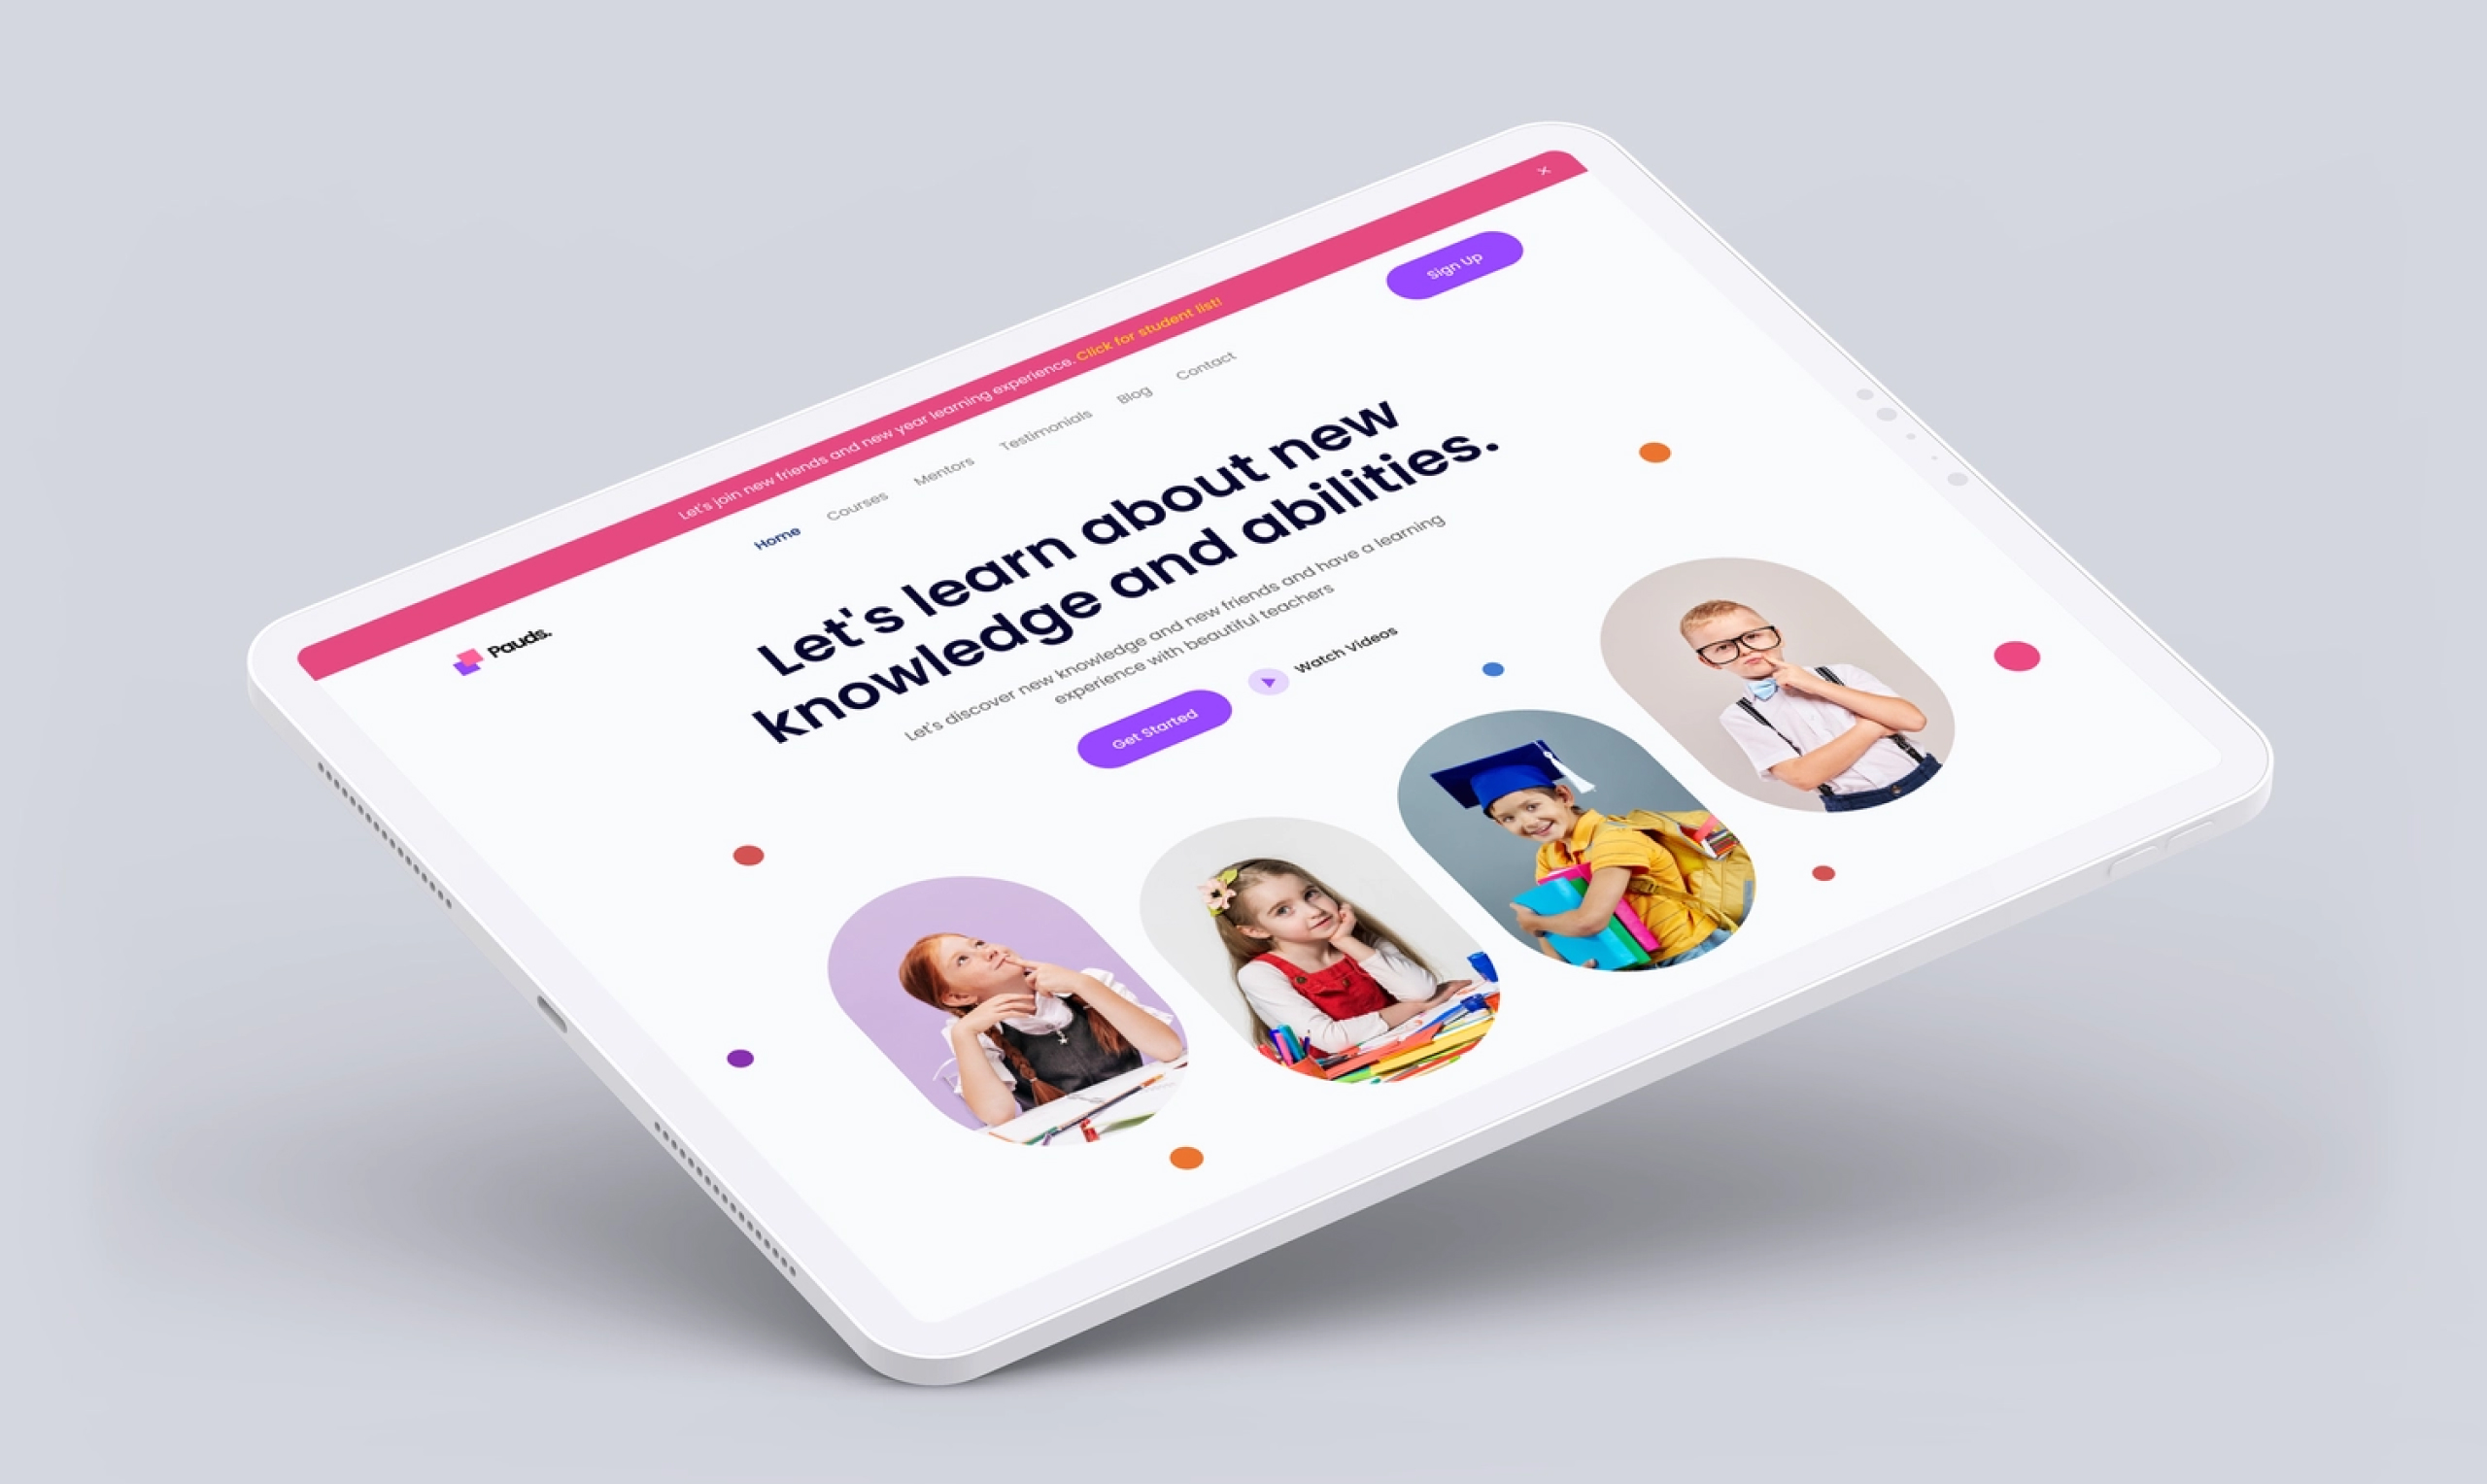 Let's join new friends and new year learning experience. Click for student list!
Pauds.
Home Courses Mentors Testimonials Blog Contact
Sign Up
Let's learn about new
knowledge and abilities.
Let's discover new knowledge and new friends and have a learning
experience with beautiful teachers
Get Started
Watch Videos